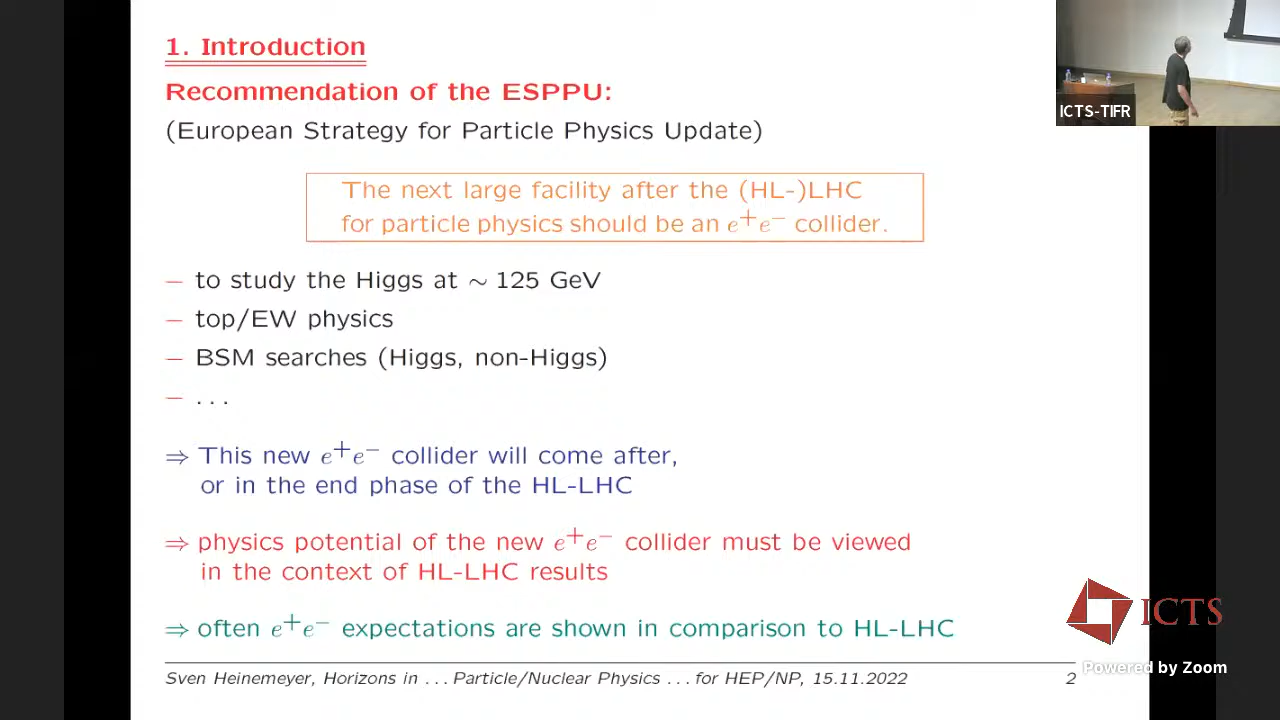 1. Introduction
Recommendation of the ESPPU:
(European Strategy for Particle Physics Update)
The next large facility after the (HL-)LHC
for particle physics should be an e⁺e⁻ collider.
– to study the Higgs at ∼ 125 GeV
– top/EW physics
– BSM searches (Higgs, non-Higgs)
– . . .
⇒ This new e⁺e⁻ collider will come after,
or in the end phase of the HL-LHC
⇒ physics potential of the new e⁺e⁻ collider must be viewed
in the context of HL-LHC results
⇒ often e⁺e⁻ expectations are shown in comparison to HL-LHC
Sven Heinemeyer, Horizons in . . . Particle/Nuclear Physics . . . for HEP/NP, 15.11.2022 2
ICTS-TIFR
ICTS
Powered by Zoom